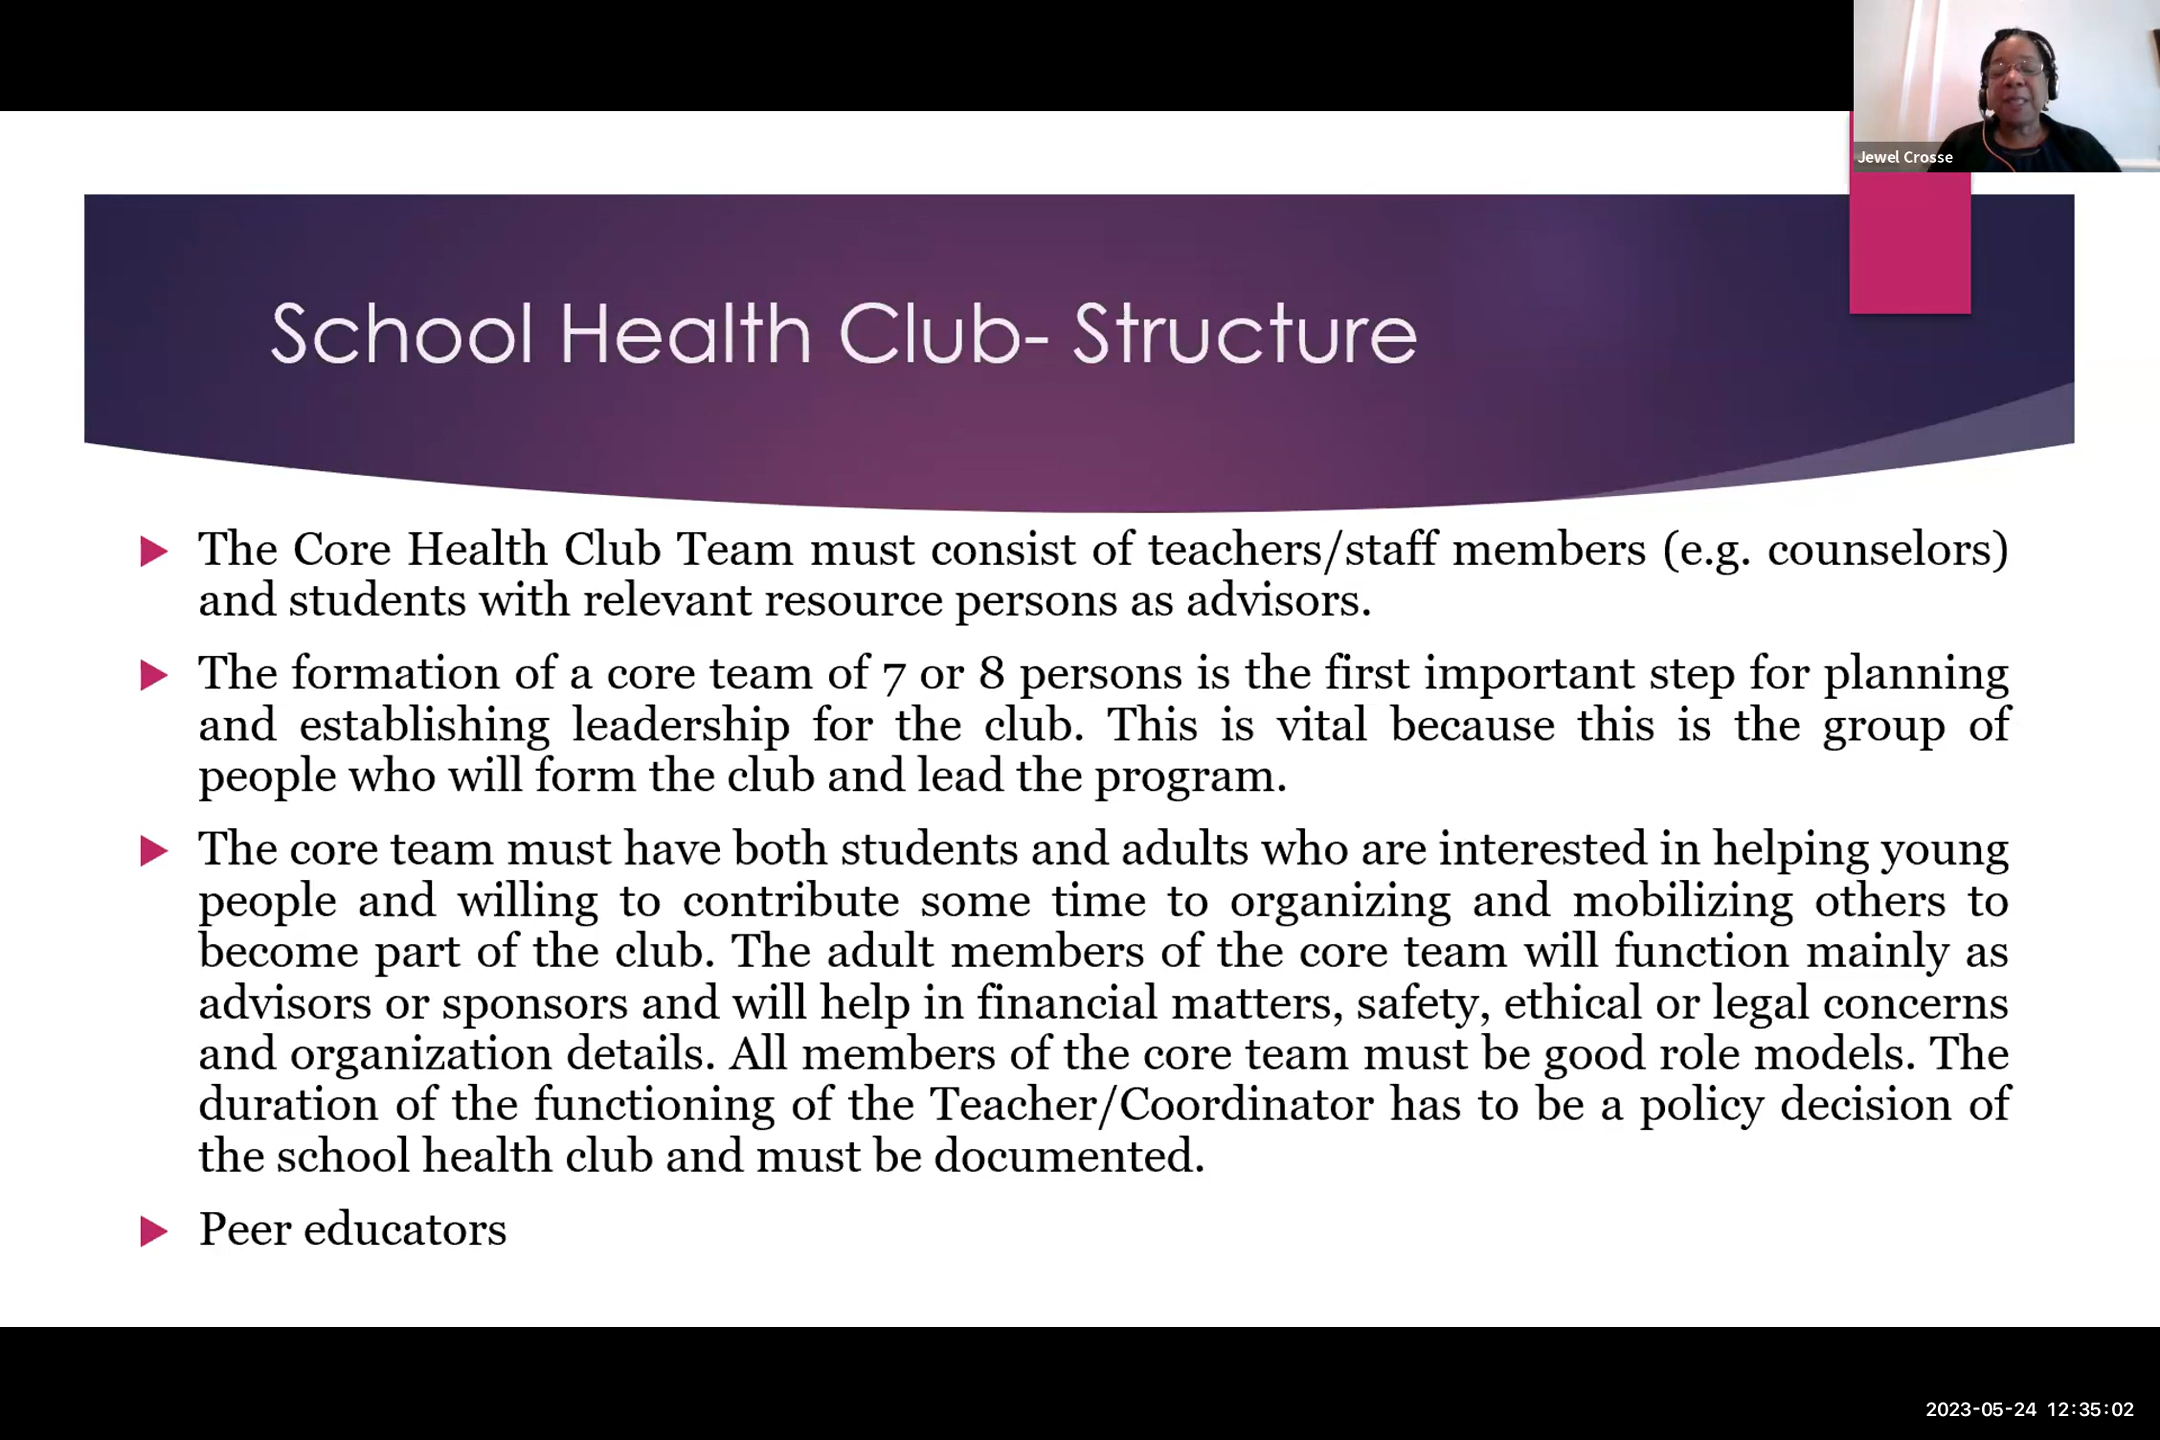 Jewel Crosse
School Health Club- Structure
The Core Health Club Team must consist of teachers/staff members (e.g. counselors)
and students with relevant resource persons as advisors.
The formation of a core team of 7 or 8 persons is the first important step for planning
and establishing leadership for the club. This is vital because this is the group of
people who will form the club and lead the program.
The core team must have both students and adults who are interested in helping young
people and willing to contribute some time to organizing and mobilizing others to
become part of the club. The adult members of the core team will function mainly as
advisors or sponsors and will help in financial matters, safety, ethical or legal concerns
and organization details. All members of the core team must be good role models. The
duration of the functioning of the Teacher/Coordinator has to be a policy decision of
the school health club and must be documented.
Peer educators
2023-05-24 12:35:02